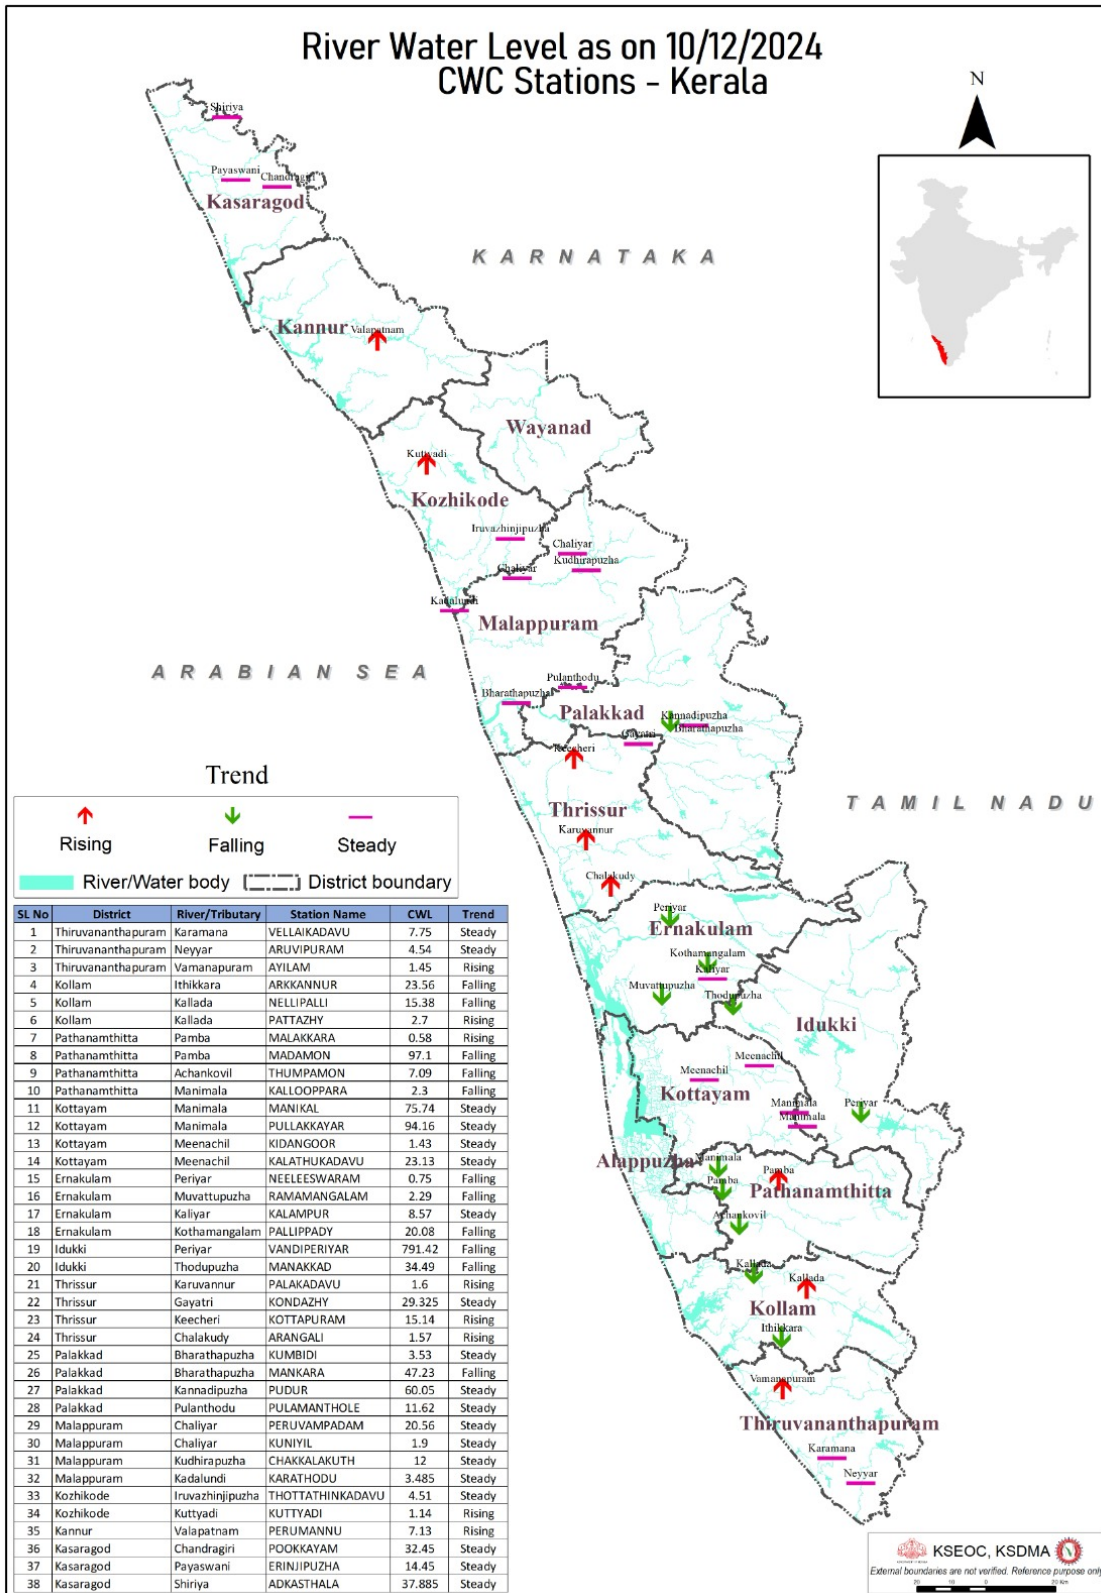 River Water Level as on 10/12/2024
CWC Stations - Kerala
N
Shiriya
Payaswani
Chandragiri
Kasaragod
KARNATAKA
Kannur
Valapatnam
Wayanad
Kuttyadi
Kozhikode
Iruvazhinjipuzha
Chaliyar
Kudhirapuzha
Chaliyar
Kadalundi
Malappuram
ARABIAN SEA
Pulanthodu
Bharathapuzha
Palakkad
Kannadipuzha
Bharathapuzha
Gayatri
Keecheri
TAMIL NADU
Thrissur
Karuvannur
Chalakudy
Periyar
Ernakulam
Kothamangalam
Kaliyar
Muvattupuzha
Thodupuzha
Idukki
Meenachil
Meenachil
Kottayam
Manimala
Manimala
Periyar
Alappuzha
Manimala
Pamba
Pamba
Pathanamthitta
Achankovil
Kallada
Kallada
Kollam
Ithikkara
Vamanapuram
Thiruvananthapuram
Karamana
Neyyar
Trend
Rising Falling Steady
River/Water body District boundary
SL No District River/Tributary Station Name CWL Trend
1 Thiruvananthapuram Karamana VELLAIKADAVU 7.75 Steady
2 Thiruvananthapuram Neyyar ARUVIPURAM 4.54 Steady
3 Thiruvananthapuram Vamanapuram AYILAM 1.45 Rising
4 Kollam Ithikkara ARKKANNUR 23.56 Falling
5 Kollam Kallada NELLIPALLI 15.38 Falling
6 Kollam Kallada PATTAZHY 2.7 Rising
7 Pathanamthitta Pamba MALAKKARA 0.58 Rising
8 Pathanamthitta Pamba MADAMON 97.1 Falling
9 Pathanamthitta Achankovil THUMPAMON 7.09 Falling
10 Pathanamthitta Manimala KALLOOPPARA 2.3 Falling
11 Kottayam Manimala MANIKAL 75.74 Steady
12 Kottayam Manimala PULLAKKAYAR 94.16 Steady
13 Kottayam Meenachil KIDANGOOR 1.43 Steady
14 Kottayam Meenachil KALATHUKADAVU 23.13 Steady
15 Ernakulam Periyar NEELEESWARAM 0.75 Falling
16 Ernakulam Muvattupuzha RAMAMANGALAM 2.29 Falling
17 Ernakulam Kaliyar KALAMPUR 8.57 Steady
18 Ernakulam Kothamangalam PALLIPPADY 20.08 Falling
19 Idukki Periyar VANDIPERIYAR 791.42 Falling
20 Idukki Thodupuzha MANAKKAD 34.49 Falling
21 Thrissur Karuvannur PALAKADAVU 1.6 Rising
22 Thrissur Gayatri KONDAZHY 29.325 Steady
23 Thrissur Keecheri KOTTAPURAM 15.14 Rising
24 Thrissur Chalakudy ARANGALI 1.57 Rising
25 Palakkad Bharathapuzha KUMBIDI 3.53 Steady
26 Palakkad Bharathapuzha MANKARA 47.23 Falling
27 Palakkad Kannadipuzha PUDUR 60.05 Steady
28 Palakkad Pulanthodu PULAMANTHOLE 11.62 Steady
29 Malappuram Chaliyar PERUVAMPADAM 20.56 Steady
30 Malappuram Chaliyar KUNIYIL 1.9 Steady
31 Malappuram Kudhirapuzha CHAKKALAKUTH 12 Steady
32 Malappuram Kadalundi KARATHODU 3.485 Steady
33 Kozhikode Iruvazhinjipuzha THOTTATHINKADAVU 4.51 Steady
34 Kozhikode Kuttyadi KUTTYADI 1.14 Rising
35 Kannur Valapatnam PERUMANNU 7.13 Rising
36 Kasaragod Chandragiri POOKKAYAM 32.45 Steady
37 Kasaragod Payaswani ERINJIPUZHA 14.45 Steady
38 Kasaragod Shiriya ADKASTHALA 37.885 Steady
KSEOC, KSDMA
External boundaries are not verified. Reference purpose only
20 10 0 20 Km